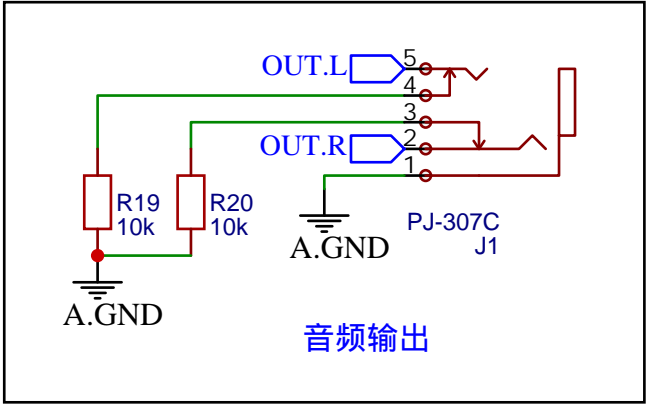 OUT.L
5
4
3
OUT.R
2
1
R19
10k
R20
10k
PJ-307C
J1
A.GND
A.GND
音频输出